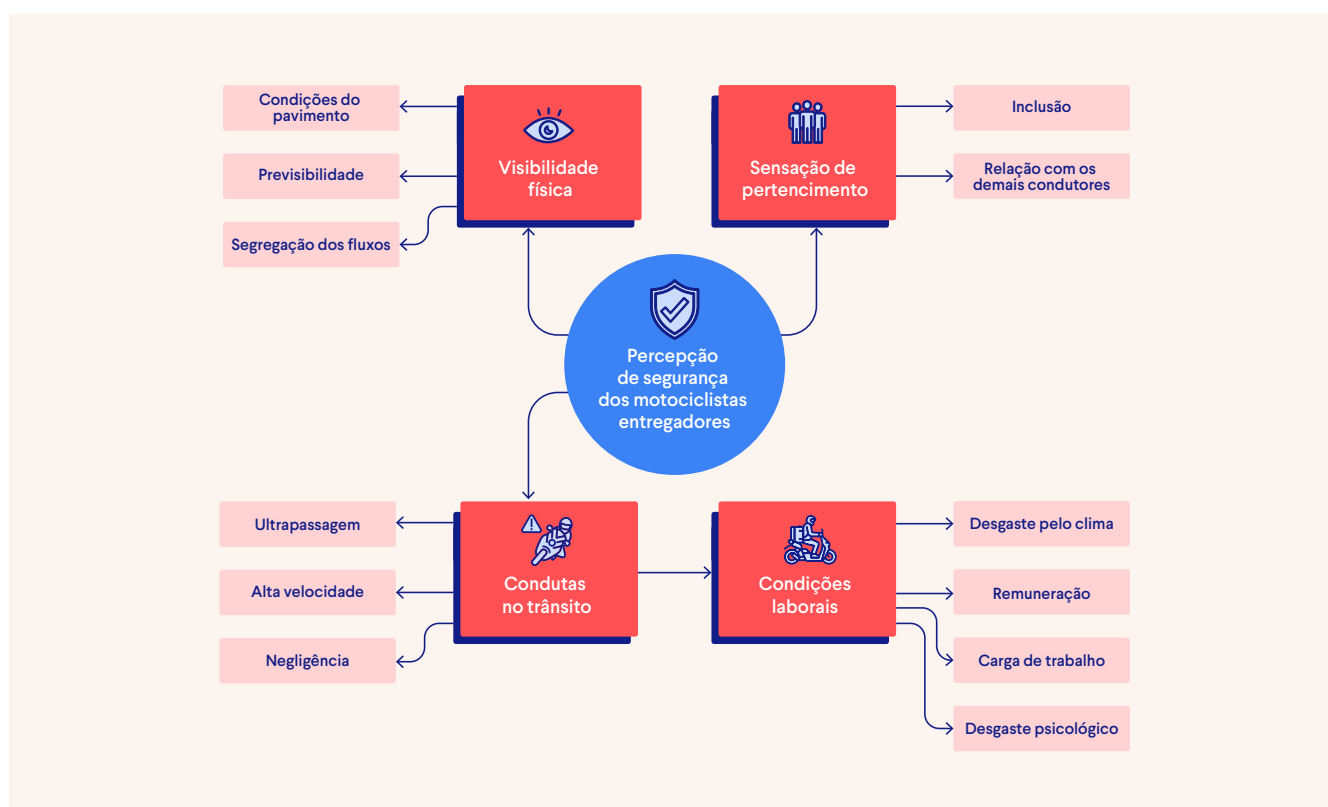 Condições do
pavimento
Previsibilidade
Segregação dos fluxos
Visibilidade
física
Sensação de
pertencimento
Inclusão
Relação com os
demais condutores
Percepção
de segurança
dos motociclistas
entregadores
Ultrapassagem
Alta velocidade
Negligência
Condutas
no trânsito
Condições
laborais
Desgaste pelo clima
Remuneração
Carga de trabalho
Desgaste psicológico